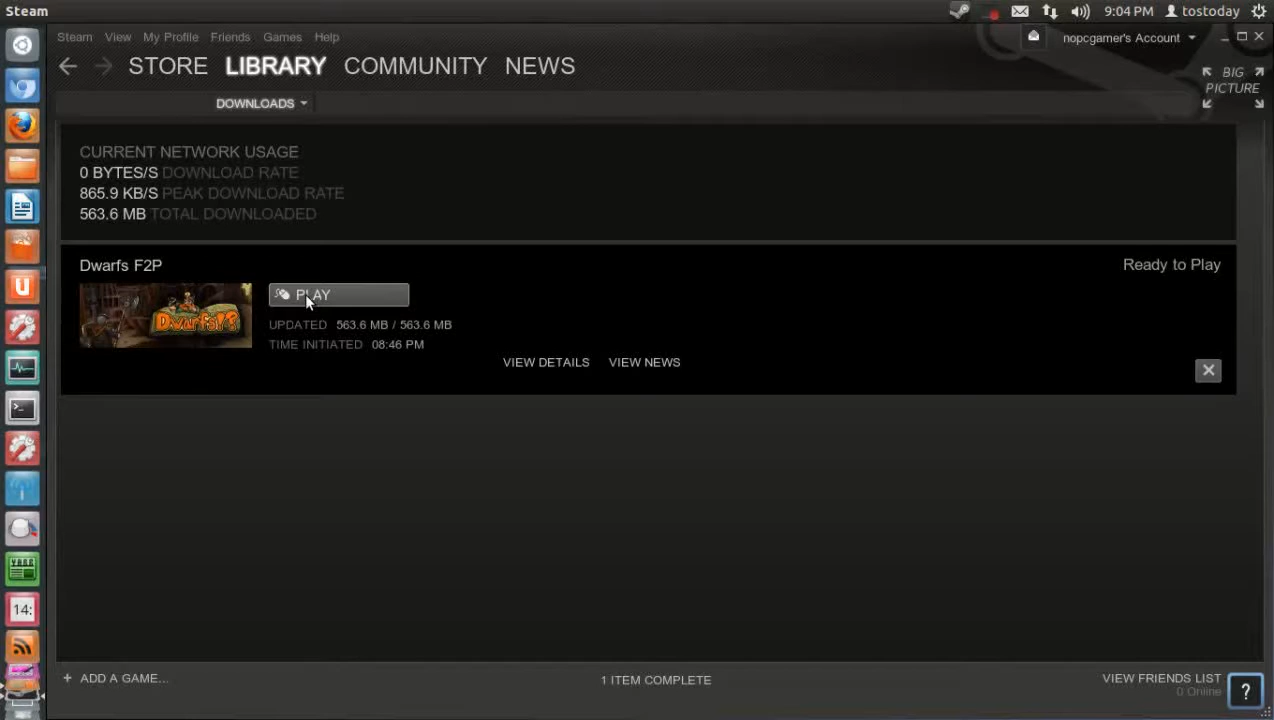 Steam
9:04 PM
tostoday
Steam View My Profile Friends Games Help
nopcgamer's Account
STORE LIBRARY COMMUNITY NEWS
BIG
PICTURE
DOWNLOADS
CURRENT NETWORK USAGE
0 BYTES/S DOWNLOAD RATE
865.9 KB/S PEAK DOWNLOAD RATE
563.6 MB TOTAL DOWNLOADED
Dwarfs F2P
Ready to Play
Dwarfs!?
PLAY
UPDATED 563.6 MB / 563.6 MB
TIME INITIATED 08:46 PM
VIEW DETAILS VIEW NEWS
14:
+ ADD A GAME...
1 ITEM COMPLETE
VIEW FRIENDS LIST
0 Online
?